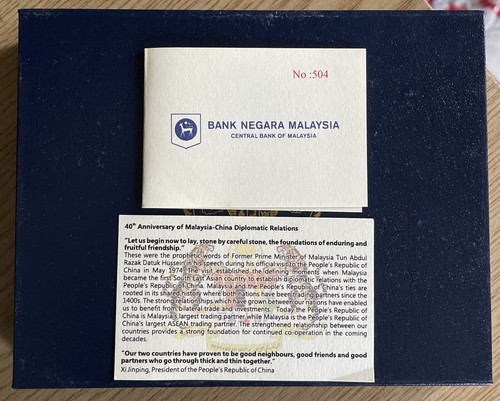 No :504
BANK NEGARA MALAYSIA
CENTRAL BANK OF MALAYSIA
40th Anniversary of Malaysia-China Diplomatic Relations
"Let us begin now to lay, stone by careful stone, the foundations of enduring and
fruitful friendship."
These were the prophetic words of Former Prime Minister of Malaysia Tun Abdul
Razak Datuk Hussein in his speech during his official visit to the People's Republic of
China in May 1974. The visit established the defining moments when Malaysia
became the first South East Asian country to establish diplomatic relations with the
People's Republic of China. Malaysia and the People's Republic of China's ties are
rooted in its shared history where both nations have been trading partners since the
1400s. The strong relationships which have grown between our nations have enabled
us to benefit from bilateral trade and investments. Today the People's Republic of
China is Malaysia's largest trading partner while Malaysia is the People's Republic of
China's largest ASEAN trading partner. The strengthened relationship between our
countries provides a strong foundation for continued co-operation in the coming
decades.
"Our two countries have proven to be good neighbours, good friends and good
partners who go through thick and thin together."
Xi Jinping, President of the People's Republic of China